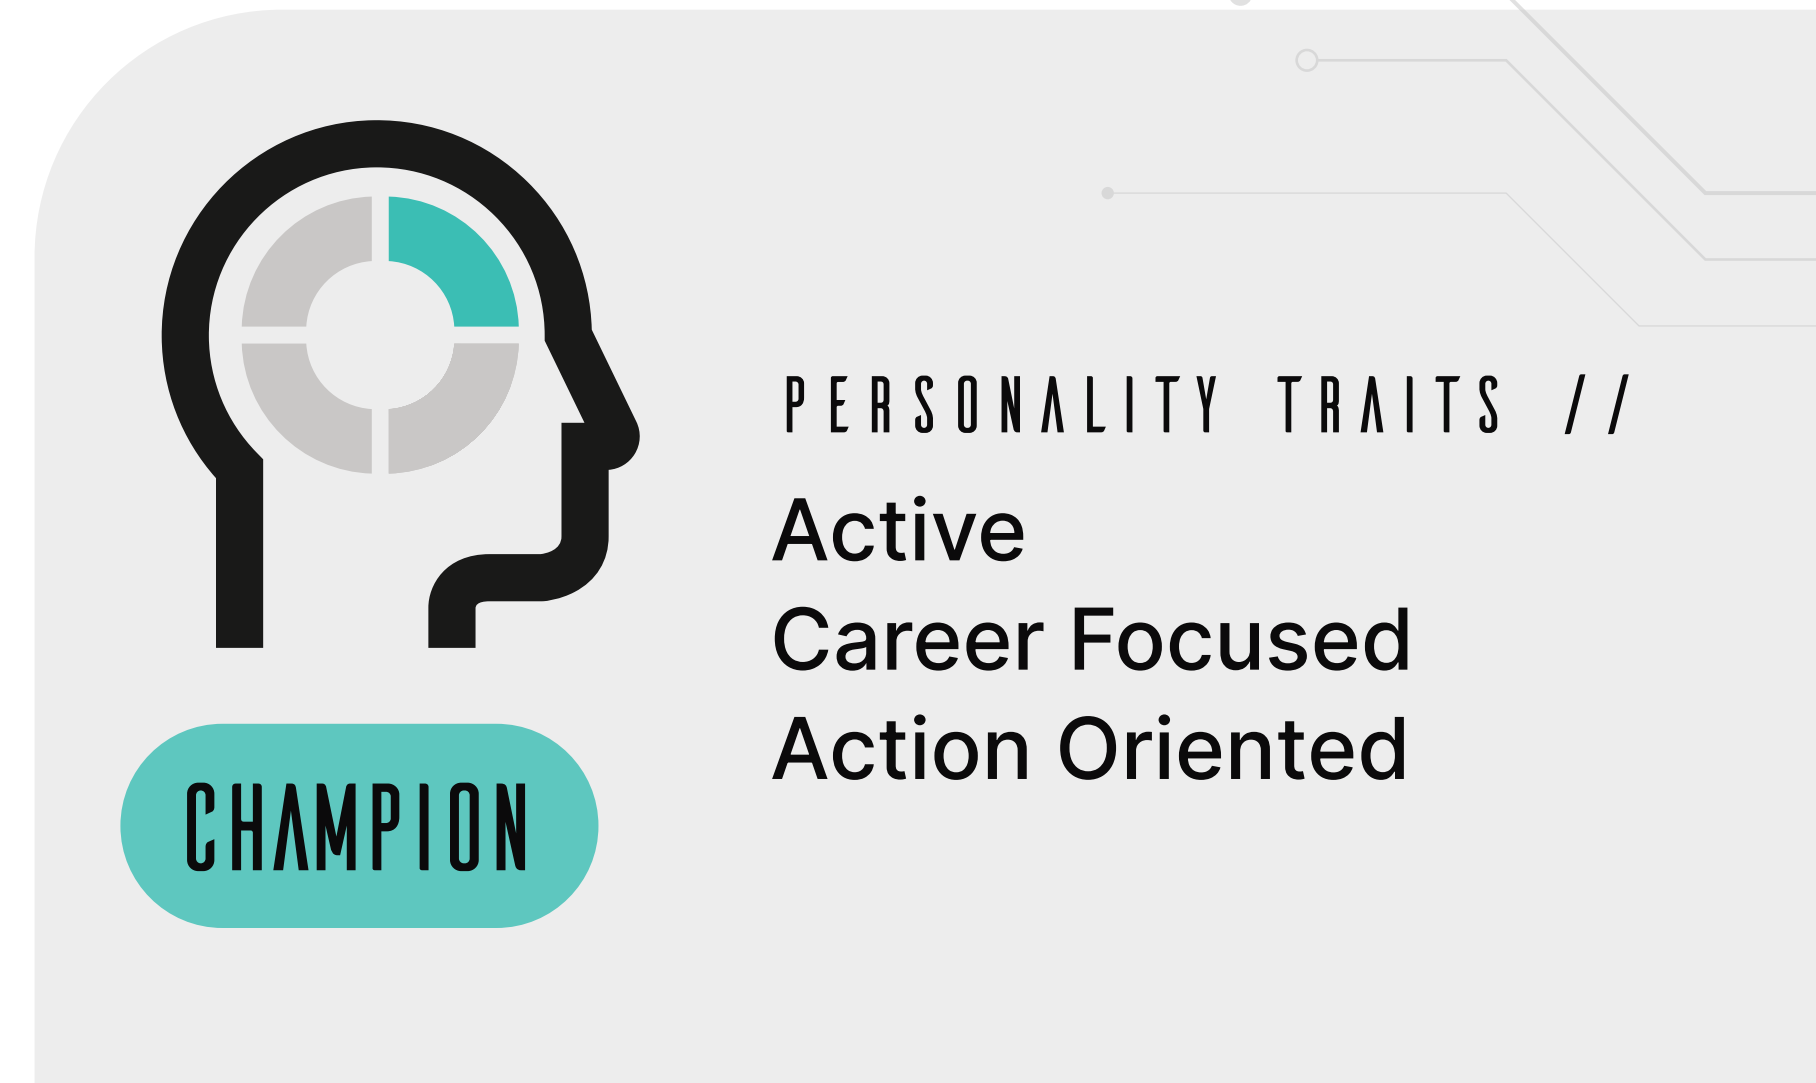 PERSONALITY TRAITS //
Active
Career Focused
Action Oriented
CHAMPION